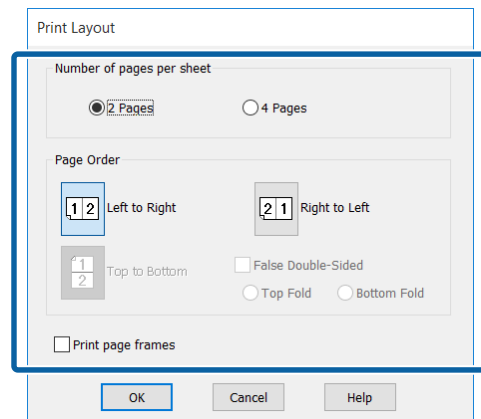 Print Layout
Number of pages per sheet
2 Pages 4 Pages
Page Order
1 2 Left to Right 2 1 Right to Left
1
2 Top to Bottom False Double-Sided
Top Fold Bottom Fold
Print page frames
OK Cancel Help